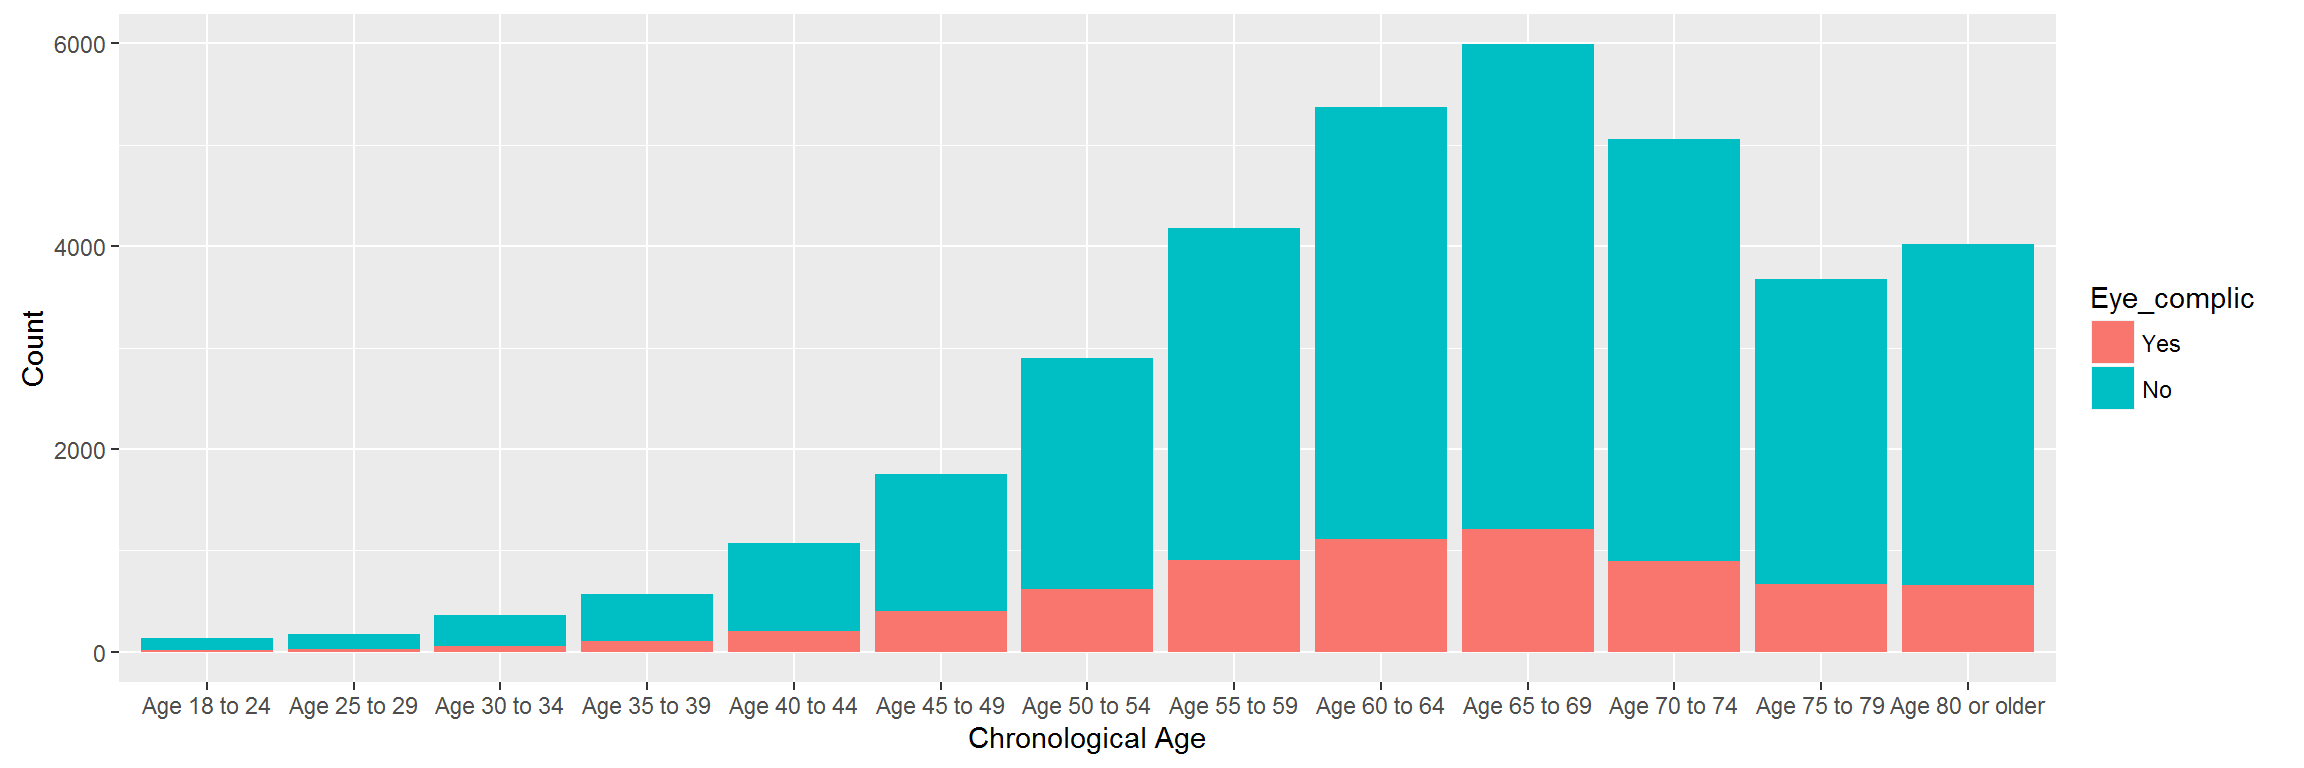 6000
4000
2000
0
Count
Age 18 to 24 Age 25 to 29 Age 30 to 34 Age 35 to 39 Age 40 to 44 Age 45 to 49 Age 50 to 54 Age 55 to 59 Age 60 to 64 Age 65 to 69 Age 70 to 74 Age 75 to 79 Age 80 or older
Chronological Age
Eye_complic
Yes
No